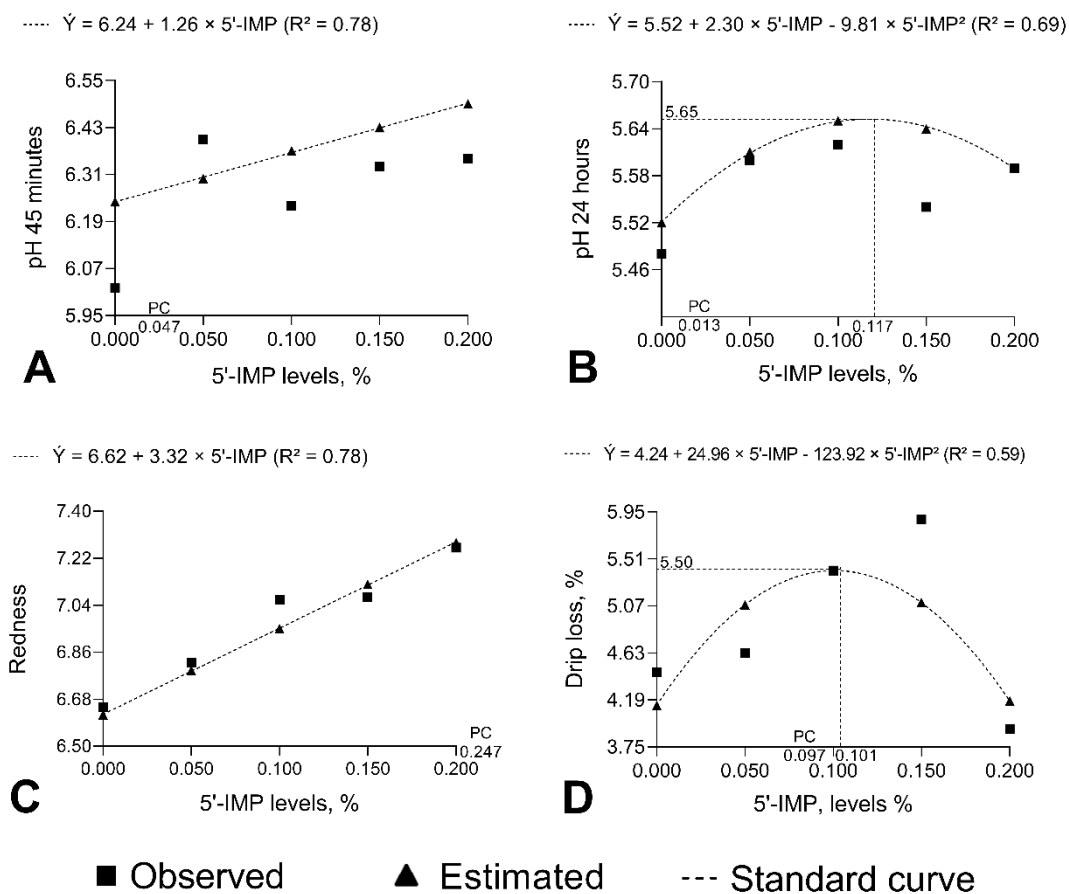 Ý = 6.24 + 1.26 × 5'-IMP (R² = 0.78)
pH 45 minutes
6.55
6.43
6.31
6.19
6.07
5.95
PC
0.047
0.000 0.050 0.100 0.150 0.200
5'-IMP levels, %
A
Ý = 5.52 + 2.30 × 5'-IMP - 9.81 × 5'-IMP² (R² = 0.69)
pH 24 hours
5.70
5.64
5.58
5.52
5.46
5.65
PC
0.013
0.117
0.000 0.050 0.100 0.150 0.200
5'-IMP levels, %
B
Ý = 6.62 + 3.32 × 5'-IMP (R² = 0.78)
Redness
7.40
7.22
7.04
6.86
6.68
6.50
PC
0.247
0.000 0.050 0.100 0.150 0.200
5'-IMP levels, %
C
Ý = 4.24 + 24.96 × 5'-IMP - 123.92 × 5'-IMP² (R² = 0.59)
Drip loss, %
5.95
5.51
5.07
4.63
4.19
3.75
5.50
PC
0.097
0.101
0.000 0.050 0.100 0.150 0.200
5'-IMP, levels %
D
Observed Estimated Standard curve